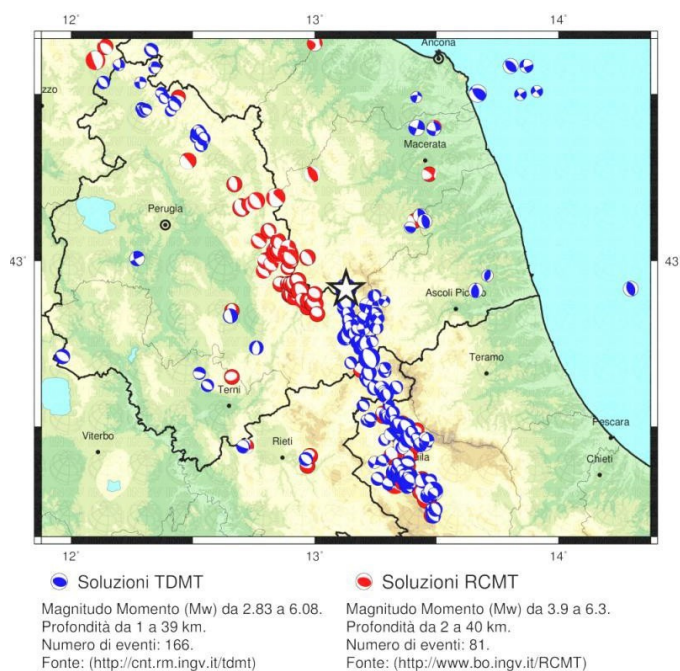 12˚ 13˚ 14˚
Ancona
Macerata
Perugia
43˚ 43˚
Ascoli
Teramo
Terni
Pescara
Viterbo Rieti
Chieti
12˚ 13˚ 14˚
Soluzioni TDMT
Magnitudo Momento (Mw) da 2.83 a 6.08.
Profondità da 1 a 39 km.
Numero di eventi: 166.
Fonte: (http://cnt.rm.ingv.it/tdmt)
Soluzioni RCMT
Magnitudo Momento (Mw) da 3.9 a 6.3.
Profondità da 2 a 40 km.
Numero di eventi: 81.
Fonte: (http://www.bo.ingv.it/RCMT)